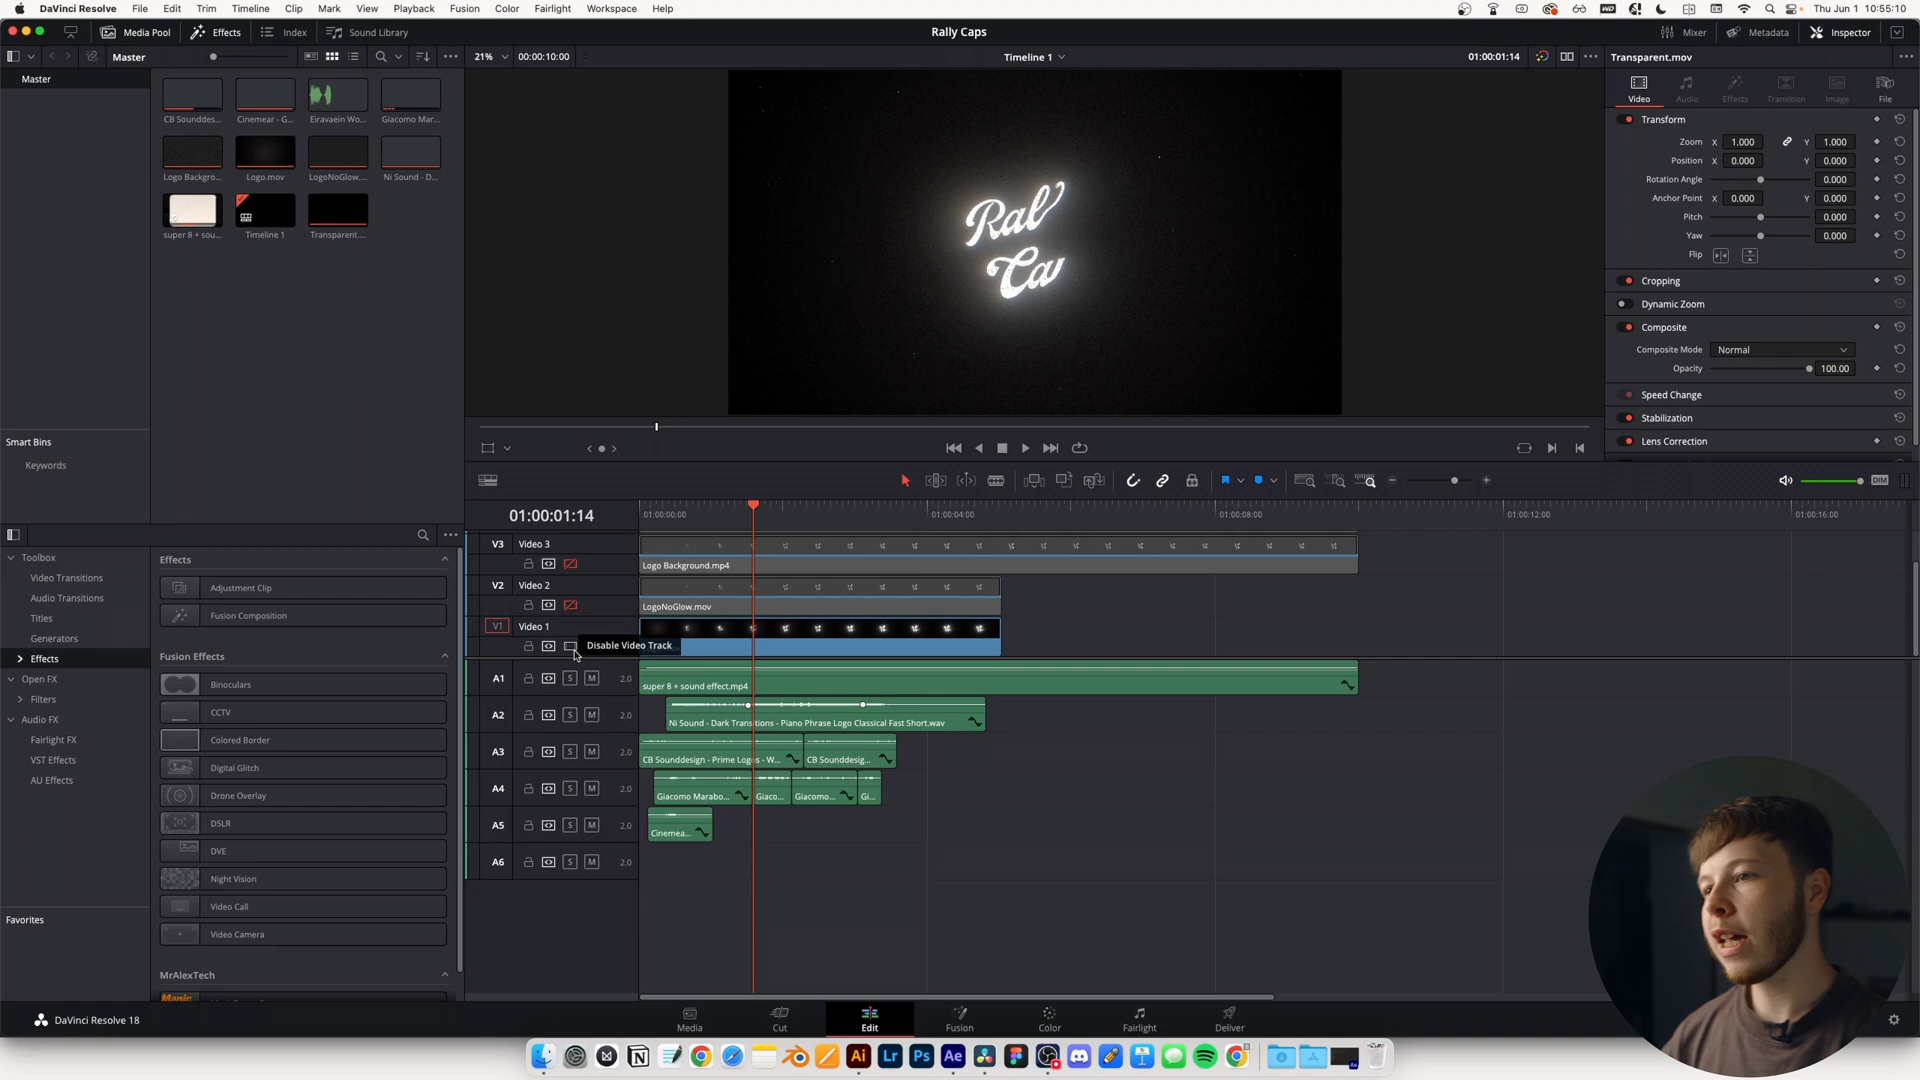 DaVinci Resolve File Edit Trim Timeline Clip Mark View Playback Fusion Color Fairlight Workspace Help
Thu Jun 1 10:55:10
Media Pool Effects Index Sound Library
Rally Caps
Mixer Metadata Inspector
Master
21% 00:00:10:00
Timeline 1
01:00:01:14
Transparent.mov
Master
Video Audio Effects Transition Image File
CB Sounddes... Cinemear - G... Eiravaein Wo... Giacomo Mar...
Logo Backgro... Logo.mov LogoNoGlow.... Ni Sound - D...
super 8 + sou... Timeline 1 Transparent....
Ral
Car
Transform
Zoom X 1.000 Y 1.000
Position X 0.000 Y 0.000
Rotation Angle 0.000
Anchor Point X 0.000 Y 0.000
Pitch 0.000
Yaw 0.000
Flip
Cropping
Dynamic Zoom
Composite
Composite Mode Normal
Opacity 100.00
Speed Change
Stabilization
Lens Correction
Smart Bins
Keywords
DIM
01:00:01:14
01:00:00:00 01:00:04:00 01:00:08:00 01:00:12:00 01:00:16:00
V3 Video 3
Logo Background.mp4
V2 Video 2
LogoNoGlow.mov
V1 Video 1
Disable Video Track
A1 S M 2.0
super 8 + sound effect.mp4
A2 S M 2.0
Ni Sound - Dark Transitions - Piano Phrase Logo Classical Fast Short.wav
A3 S M 2.0
CB Sounddesign - Prime Logos - W... CB Sounddesig...
A4 S M 2.0
Giacomo Marabo... Giaco... Giacomo... Gi...
A5 S M 2.0
Cinemea...
A6 S M 2.0
Toolbox
Video Transitions
Audio Transitions
Titles
Generators
Effects
Open FX
Filters
Audio FX
Fairlight FX
VST Effects
AU Effects
Favorites
Effects
Adjustment Clip
Fusion Composition
Fusion Effects
Binoculars
CCTV
Colored Border
Digital Glitch
Drone Overlay
DSLR
DVE
Night Vision
Video Call
Video Camera
MrAlexTech
DaVinci Resolve 18
Media Cut Edit Fusion Color Fairlight Deliver
Ai Lr Ps Ae